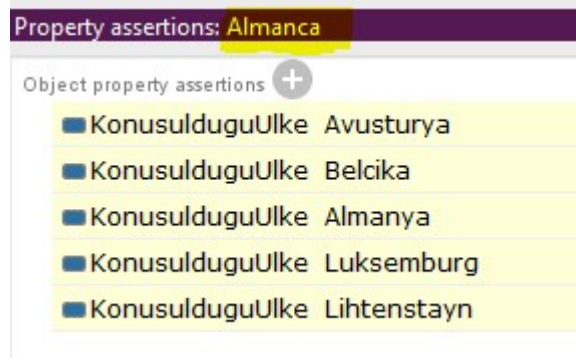 Property assertions: Almanca
Object property assertions
KonusulduguUlke Avusturya
KonusulduguUlke Belcika
KonusulduguUlke Almanya
KonusulduguUlke Luksemburg
KonusulduguUlke Lihtenstayn